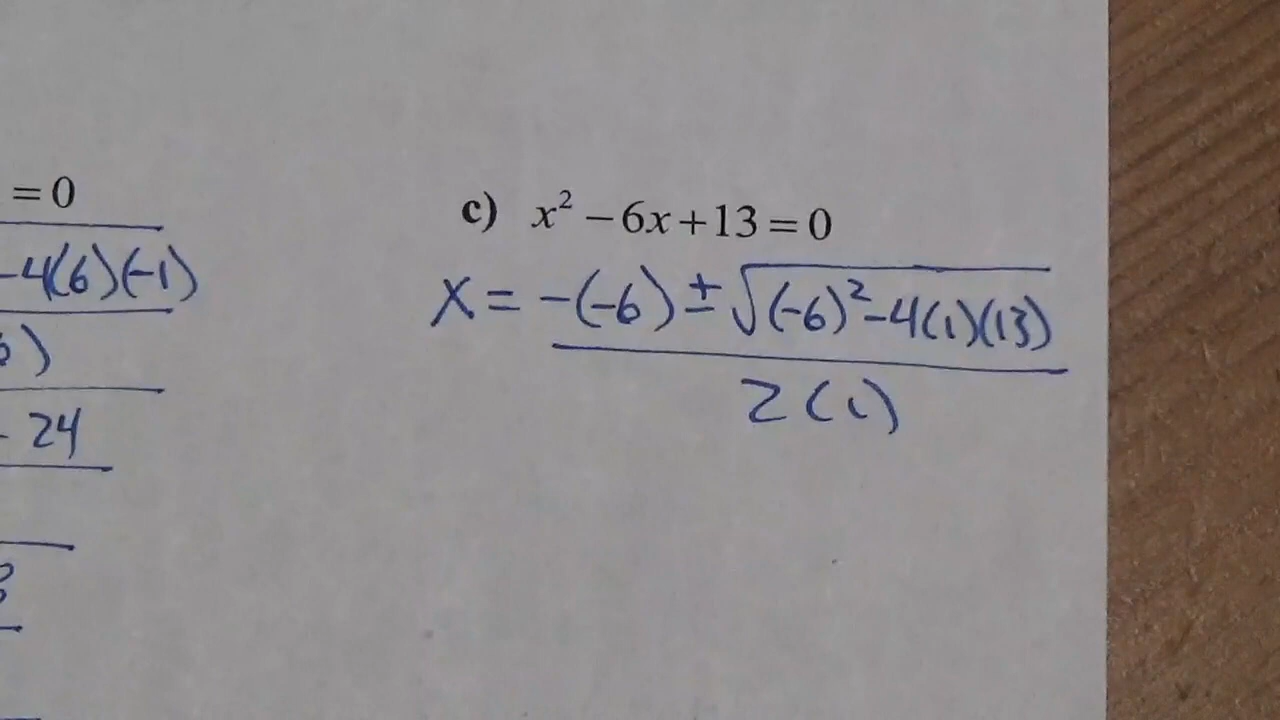 = 0
-4(6)(-1)
)
- 24
c) x² - 6x + 13 = 0
x = -(-6) ± √(-6)² - 4(1)(13)
2(1)